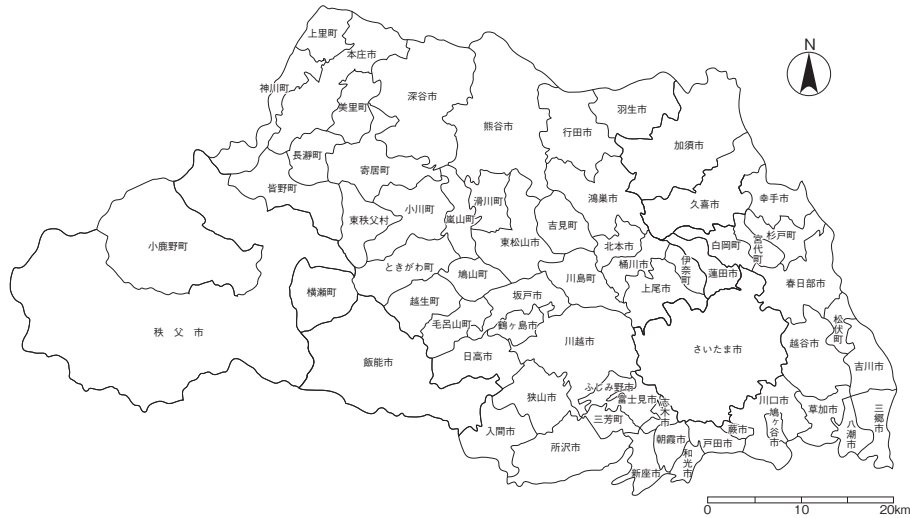 上里町
本庄市
神川町
美里町
深谷市
熊谷市
行田市
羽生市
加須市
長瀞町
寄居町
皆野町
東秩父村
小川町
嵐山町
滑川町
東松山市
吉見町
鴻巣市
久喜市
幸手市
小鹿野町
ときがわ町
鳩山町
川島町
北本市
桶川市
伊奈町
白岡町
宮代町
杉戸町
蓮田市
上尾市
春日部市
横瀬町
越生町
毛呂山町
坂戸市
鶴ヶ島市
川越市
さいたま市
松伏町
越谷市
吉川市
秩父市
飯能市
日高市
狭山市
ふじみ野市
富士見市
三芳町
志木市
川口市
鳩ヶ谷市
草加市
八潮市
三郷市
入間市
所沢市
朝霞市
新座市
和光市
戸田市
蕨市
N
0 10 20km